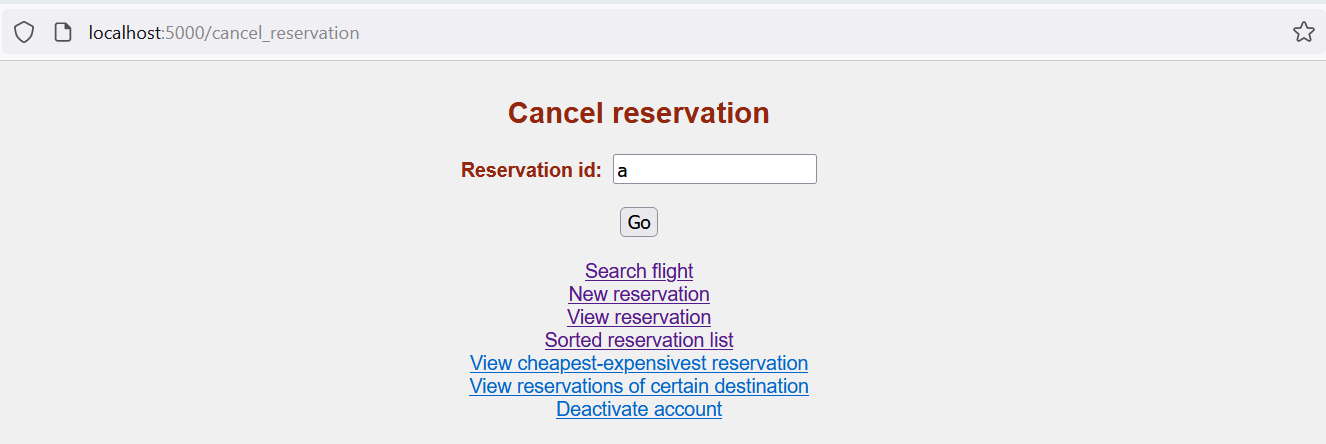 localhost:5000/cancel_reservation
Cancel reservation
Reservation id: a
Go
Search flight
New reservation
View reservation
Sorted reservation list
View cheapest-expensivest reservation
View reservations of certain destination
Deactivate account